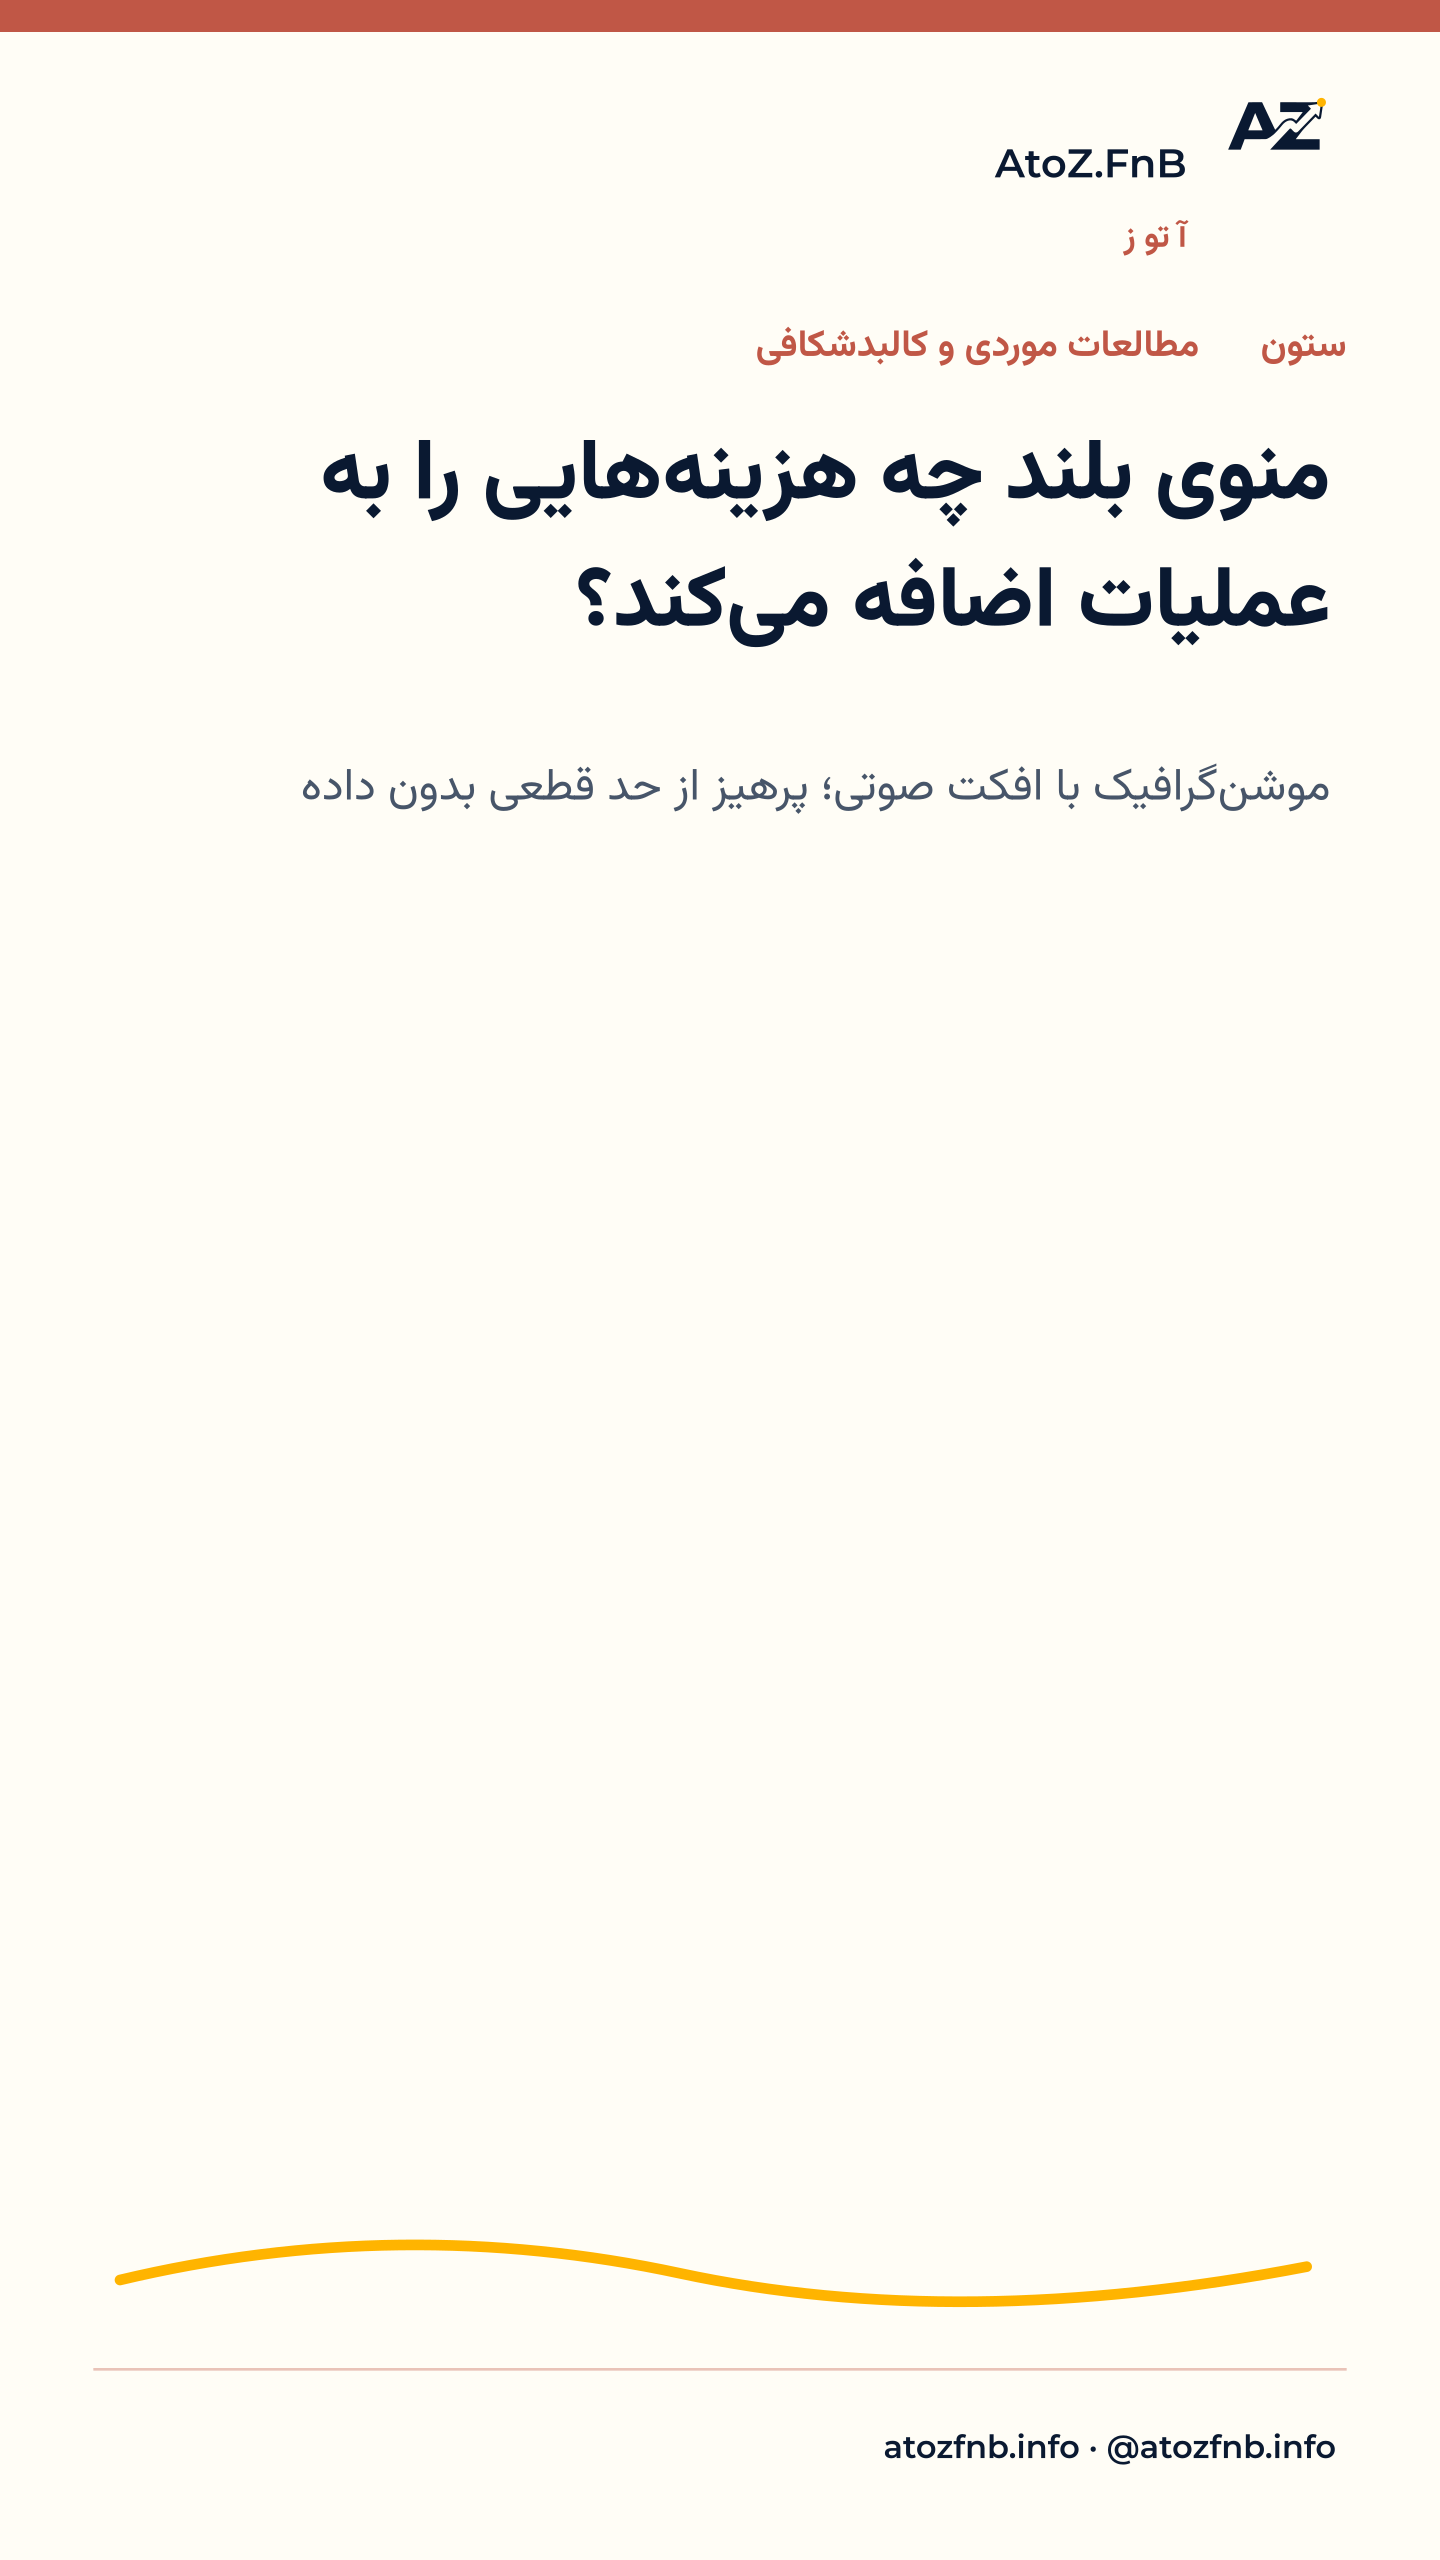 AZ
AtoZ.FnB
آ تو ز
ستون مطالعات موردی و کالبدشکافی
منوی بلند چه هزینه‌هایی را به
عملیات اضافه می‌کند؟
موشن‌گرافیک با افکت صوتی؛ پرهیز از حد قطعی بدون داده
atozfnb.info · @atozfnb.info